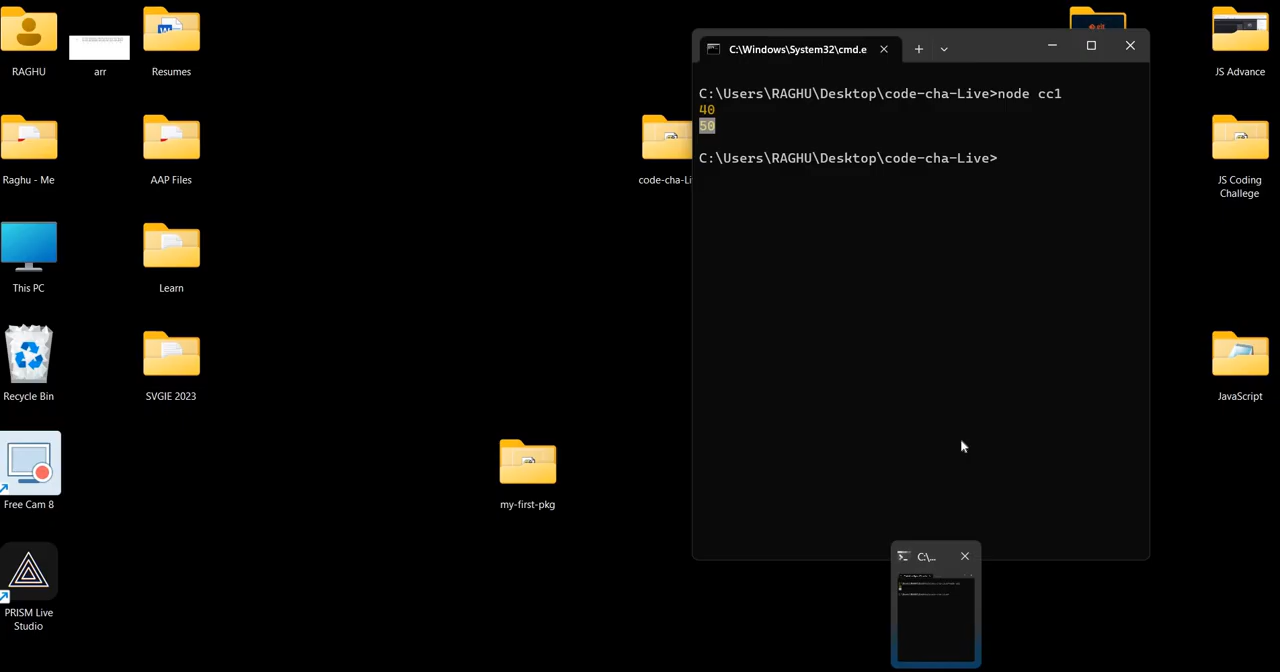 RAGHU
arr
Resumes
Raghu - Me
AAP Files
This PC
Learn
Recycle Bin
SVGIE 2023
Free Cam 8
PRISM Live
Studio
my-first-pkg
code-cha-Li
git
C:\Windows\System32\cmd.e
C:\Users\RAGHU\Desktop\code-cha-Live>node cc1
40
50
C:\Users\RAGHU\Desktop\code-cha-Live>
C:\...
JS Advance
JS Coding
Challege
JavaScript